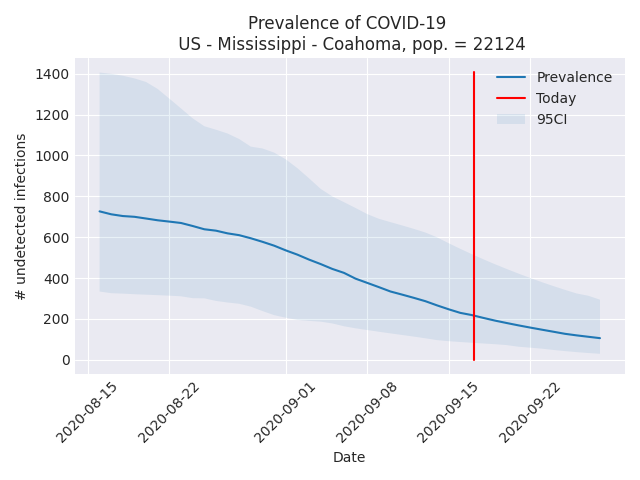 Prevalence of COVID-19
US - Mississippi - Coahoma, pop. = 22124
1400
1200
1000
800
600
400
200
0
# undetected infections
Prevalence
Today
95CI
2020-08-15
2020-08-22
2020-09-01
2020-09-08
2020-09-15
2020-09-22
Date